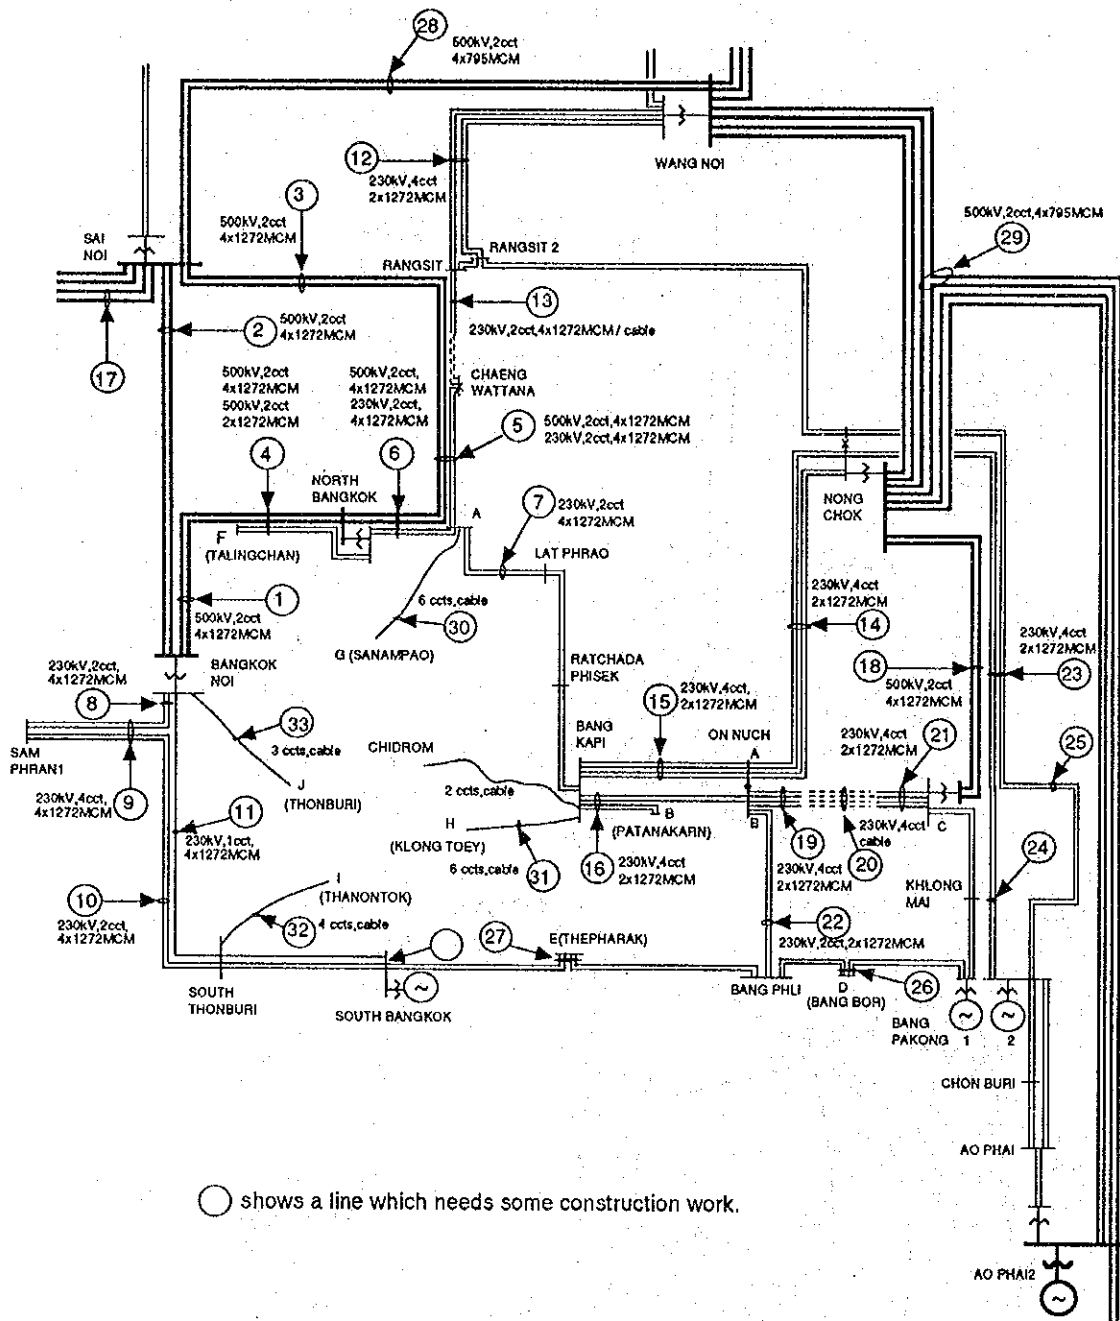 28
500kV,2cct
4x795MCM
WANG NOI
12
230kV,4cct
2x1272MCM
3
500kV,2cct
4x1272MCM
SAI
NOI
RANGSIT 2
RANGSIT
500kV,2cct,4x795MCM
29
13
230kV,2cct,4x1272MCM / cable
2
500kV,2cct
4x1272MCM
17
CHAENG
WATTANA
500kV,2cct
4x1272MCM
500kV,2cct
2x1272MCM
500kV,2cct,
4x1272MCM
230kV,2cct,
4x1272MCM
5
500kV,2cct,4x1272MCM
230kV,2cct,4x1272MCM
4
6
NORTH
BANGKOK
A
7
230kV,2cct
4x1272MCM
NONG
CHOK
F
(TALINGCHAN)
LAT PHRAO
1
500kV,2cct
4x1272MCM
6 ccts,cable
30
G (SANAMPAO)
230kV,4cct
2x1272MCM
14
230kV,4cct
2x1272MCM
23
18
500kV,2cct
4x1272MCM
BANGKOK
NOI
230kV,2cct,
4x1272MCM
8
RATCHADA
PHISEK
15
230kV,4cct,
2x1272MCM
33
3 ccts,cable
BANG
KAPI
ON NUCH
A
230kV,4cct
2x1272MCM
21
25
SAM
PHRAN1
CHIDROM
J
(THONBURI)
2 ccts,cable
9
230kV,4cct,
4x1272MCM
11
230kV,1cct,
4x1272MCM
H
(KLONG TOEY)
B
(PATANAKARN)
B
C
6 ccts,cable
31
16
230kV,4cct
2x1272MCM
19
230kV,4cct
2x1272MCM
20
230kV,4cct
cable
24
KHLONG
MAI
10
230kV,2cct,
4x1272MCM
I
(THANONTOK)
32
4 ccts,cable
22
230kV,2cct,2x1272MCM
27
E(THEPHARAK)
SOUTH
THONBURI
SOUTH BANGKOK
BANG PHLI
D
(BANG BOR)
26
BANG
PAKONG
1
2
CHON BURI
AO PHAI
AO PHAI2
shows a line which needs some construction work.